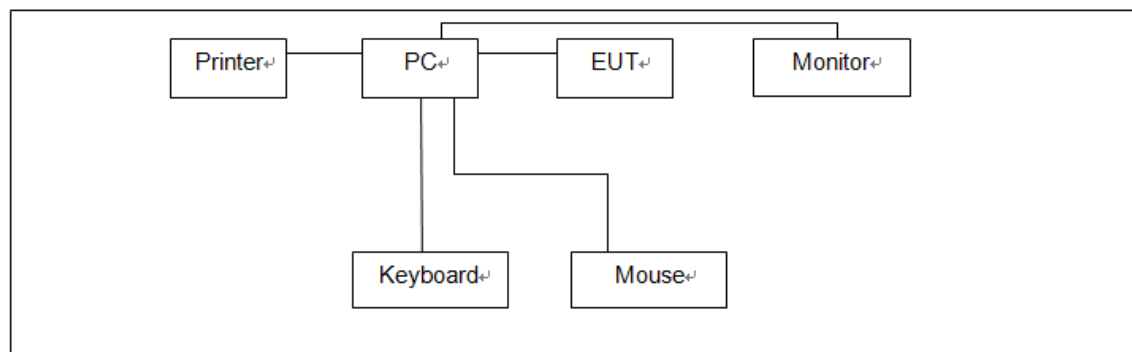 Printer
PC
EUT
Monitor
Keyboard
Mouse